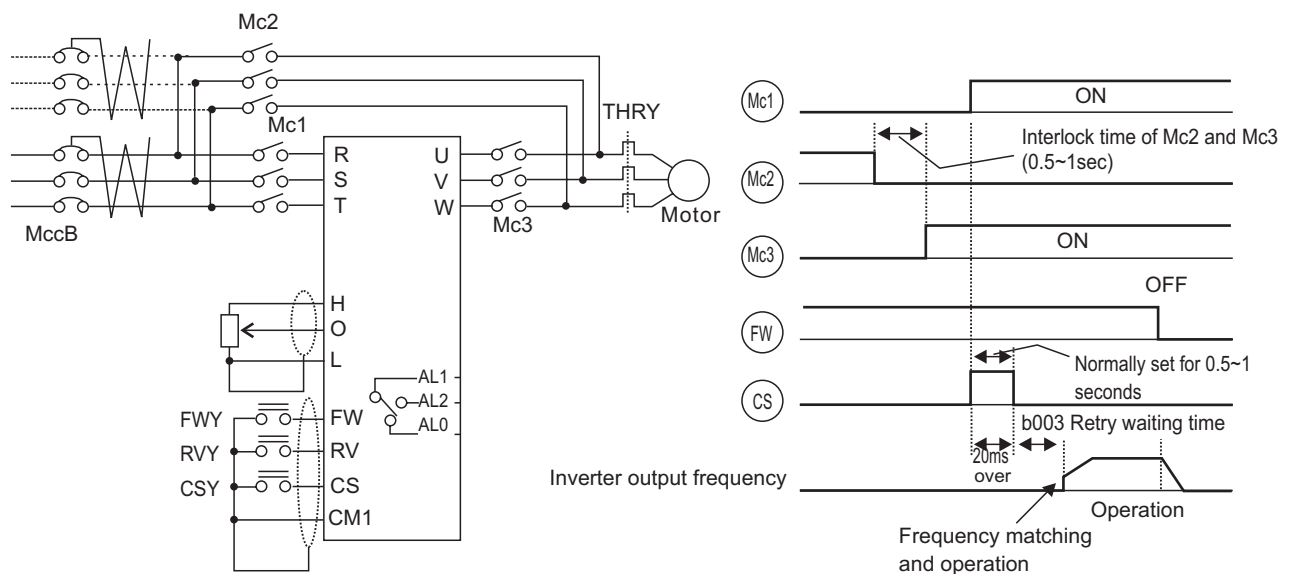 Mc2
Mc1
THRY
R
S
T
U
V
W
MccB
Mc3
Motor
H
O
L
AL1
AL2
AL0
FWY
FW
RVY
RV
CSY
CS
CM1
Mc1
ON
Interlock time of Mc2 and Mc3
(0.5~1sec)
Mc2
Mc3
ON
OFF
FW
Normally set for 0.5~1
seconds
CS
b003 Retry waiting time
20ms
over
Inverter output frequency
Operation
Frequency matching
and operation